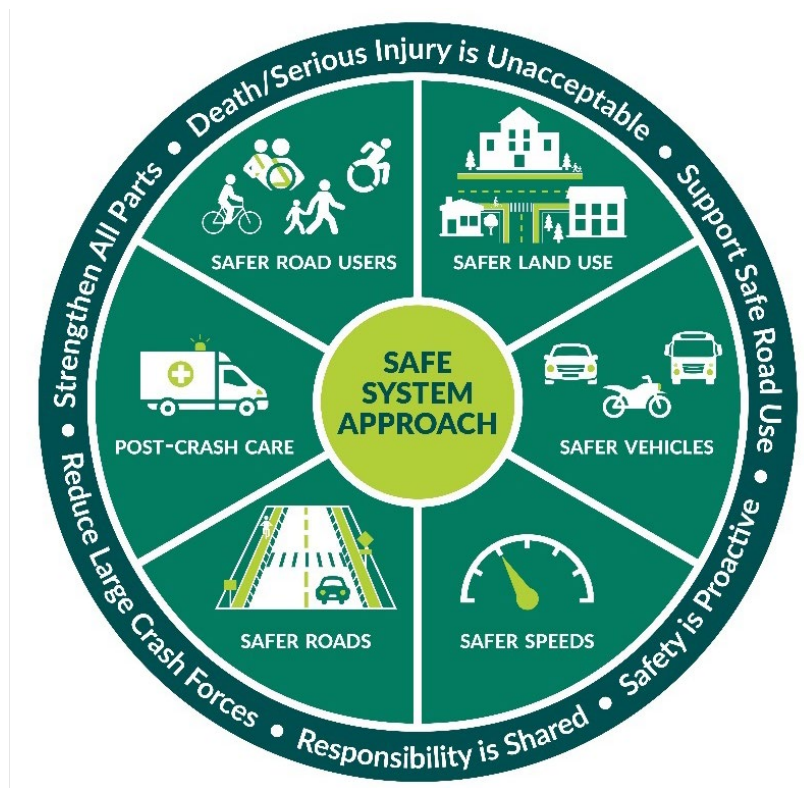 Death/Serious Injury is Unacceptable • Support Safe Road Use • Safety is Proactive • Responsibility is Shared • Reduce Large Crash Forces • Strengthen All Parts •
SAFER ROAD USERS
SAFER LAND USE
SAFE
SYSTEM
APPROACH
POST-CRASH CARE
SAFER VEHICLES
SAFER ROADS
SAFER SPEEDS